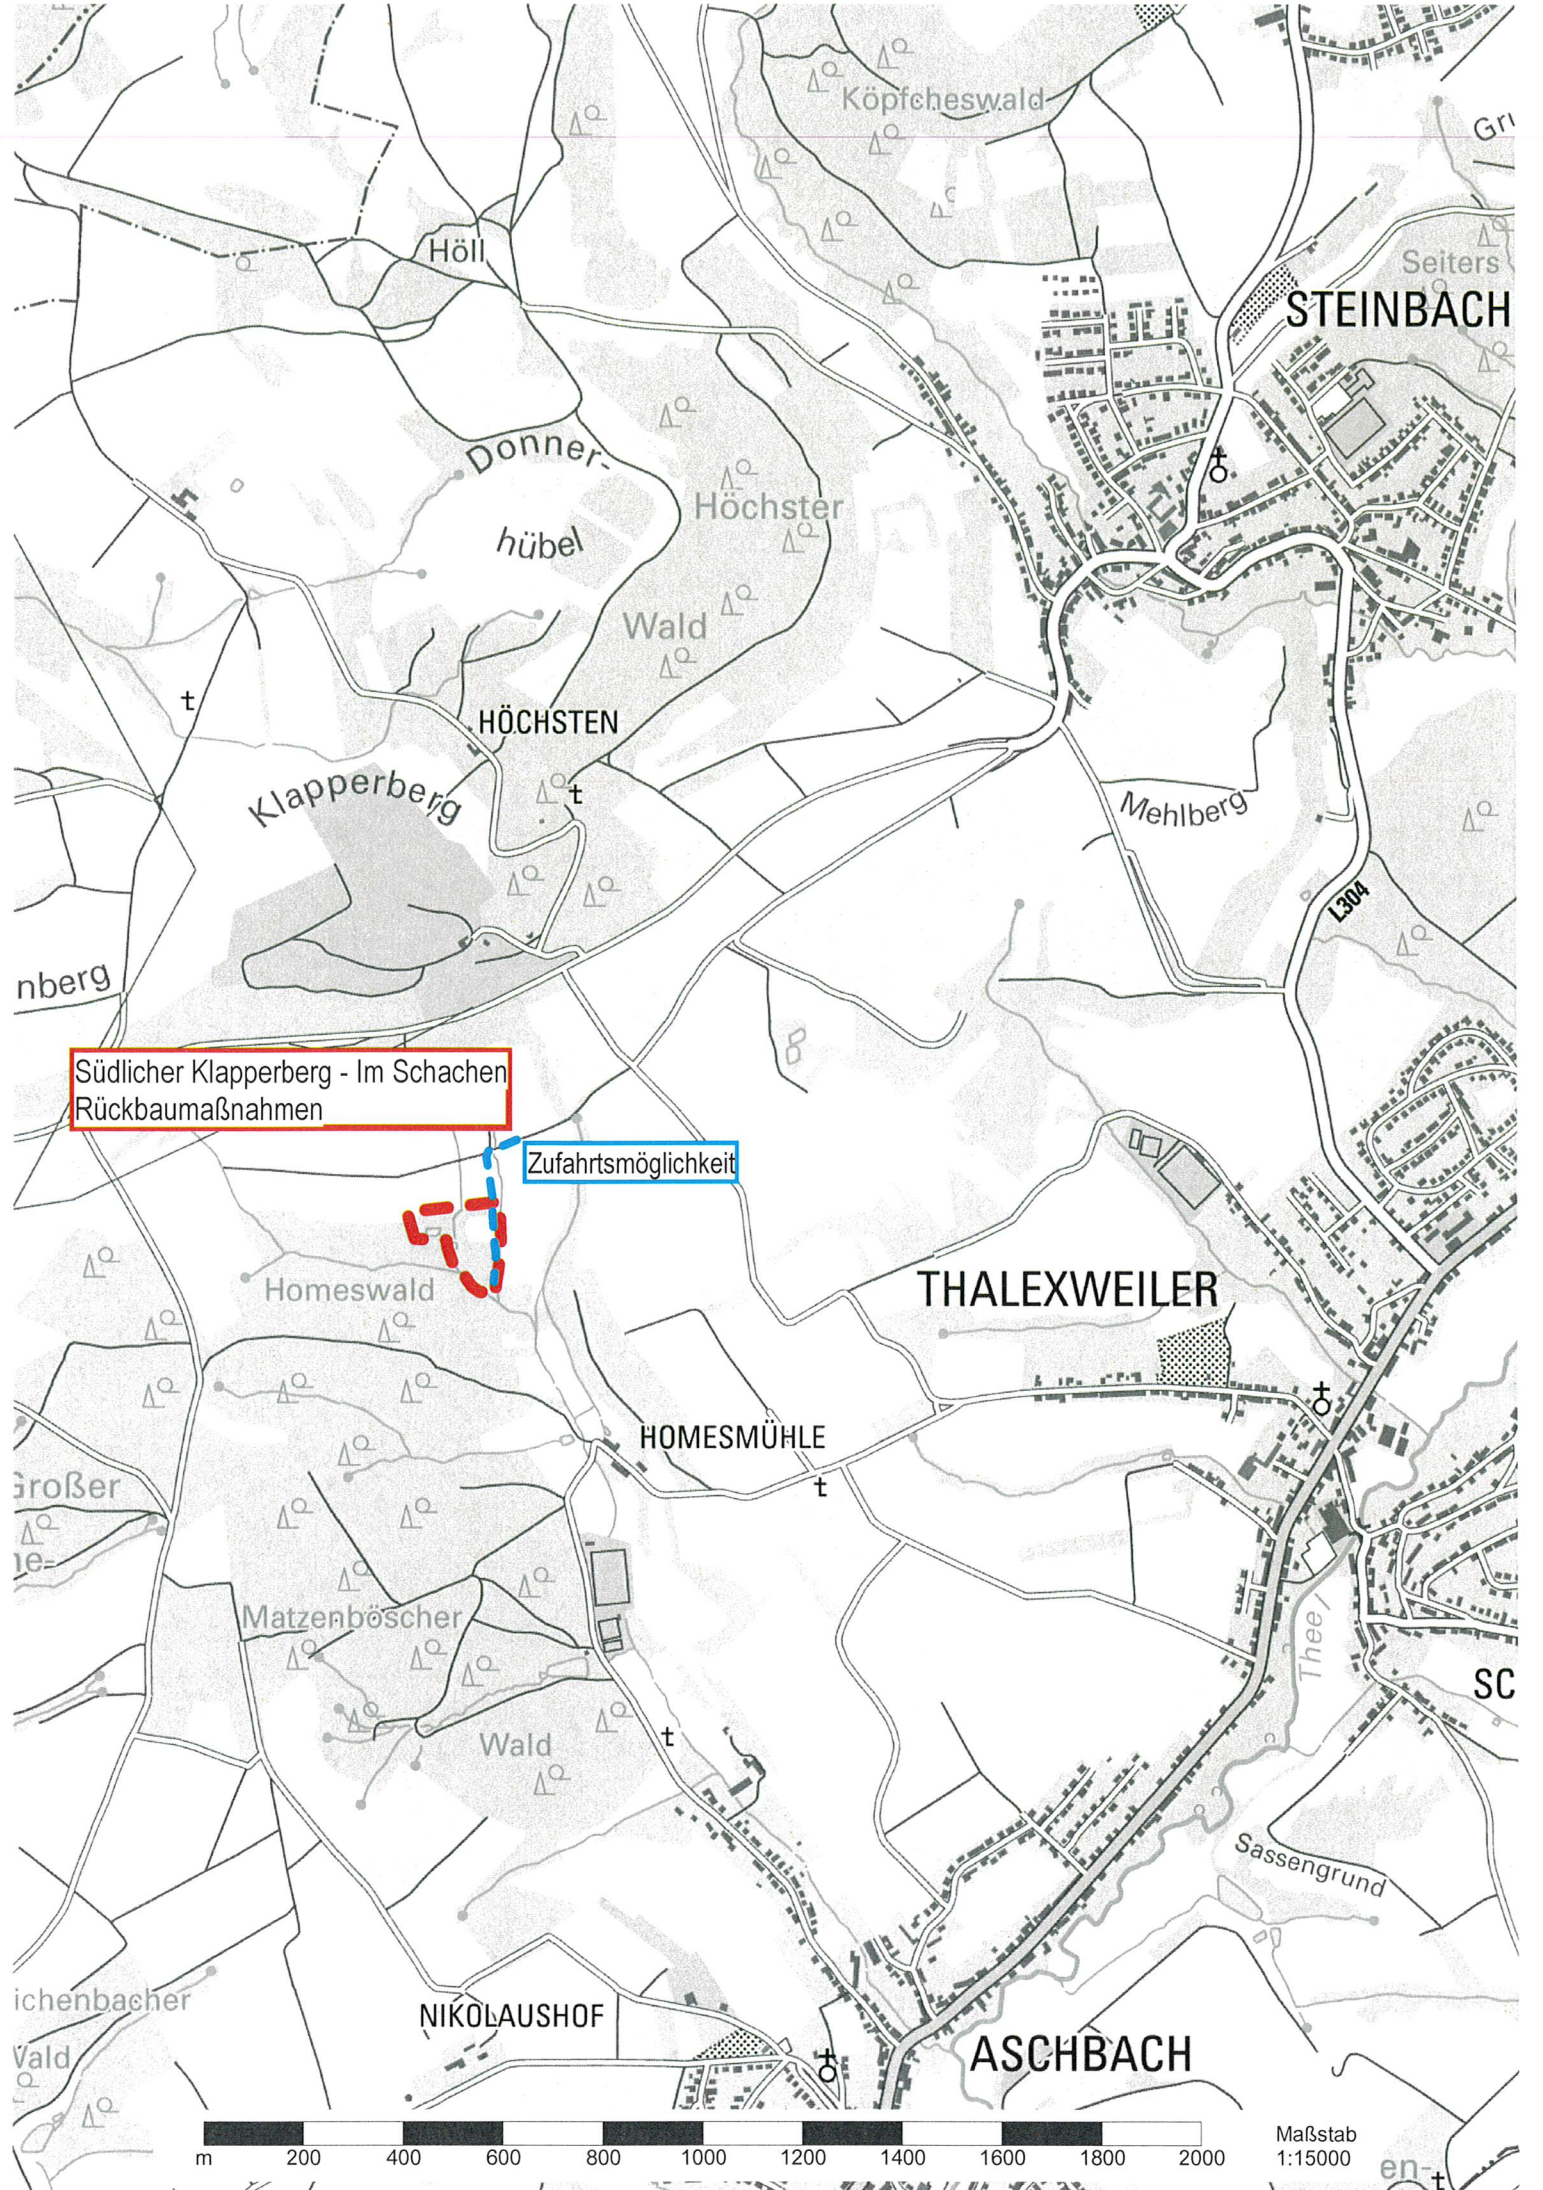 Köpfcheswald
Gri
Höll
Seiters
STEINBACH
Donner-
hübel
Höchster
Wald
HÖCHSTEN
Klapperberg
Mehlberg
L304
nberg
Südlicher Klapperberg - Im Schachen
Rückbaumaßnahmen
Zufahrtsmöglichkeit
Homeswald
THALEXWEILER
HOMESMÜHLE
Großer
Matzenböscher
Thee
SC
Wald
Sassengrund
ichenbacher
NIKOLAUSHOF
Wald
ASCHBACH
m 200 400 600 800 1000 1200 1400 1600 1800 2000
Maßstab
1:15000
en-